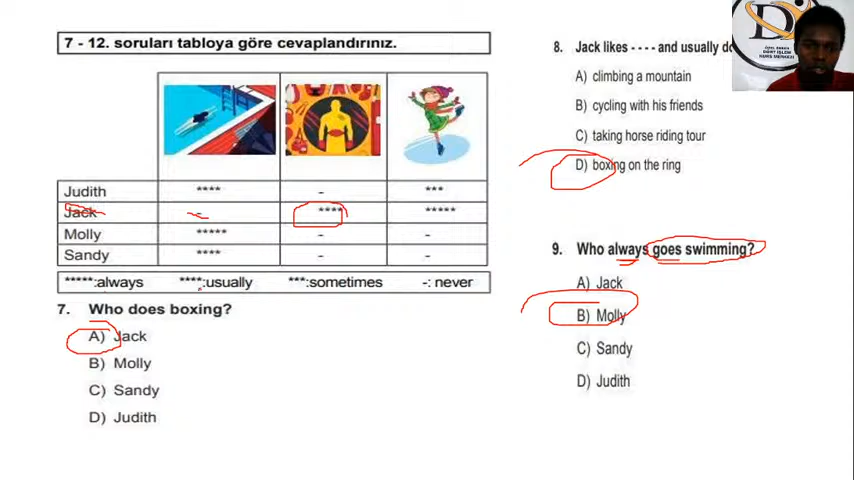 7 - 12. soruları tabloya göre cevaplandırınız.
Judith **** - ***
Jack - **** *****
Molly ***** - -
Sandy **** - -
*****:always ****:usually ***:sometimes -: never
7. Who does boxing?
A) Jack
B) Molly
C) Sandy
D) Judith
8. Jack likes - - - - and usually
A) climbing a mountain
B) cycling with his friends
C) taking horse riding tour
D) boxing on the ring
9. Who always goes swimming?
A) Jack
B) Molly
C) Sandy
D) Judith